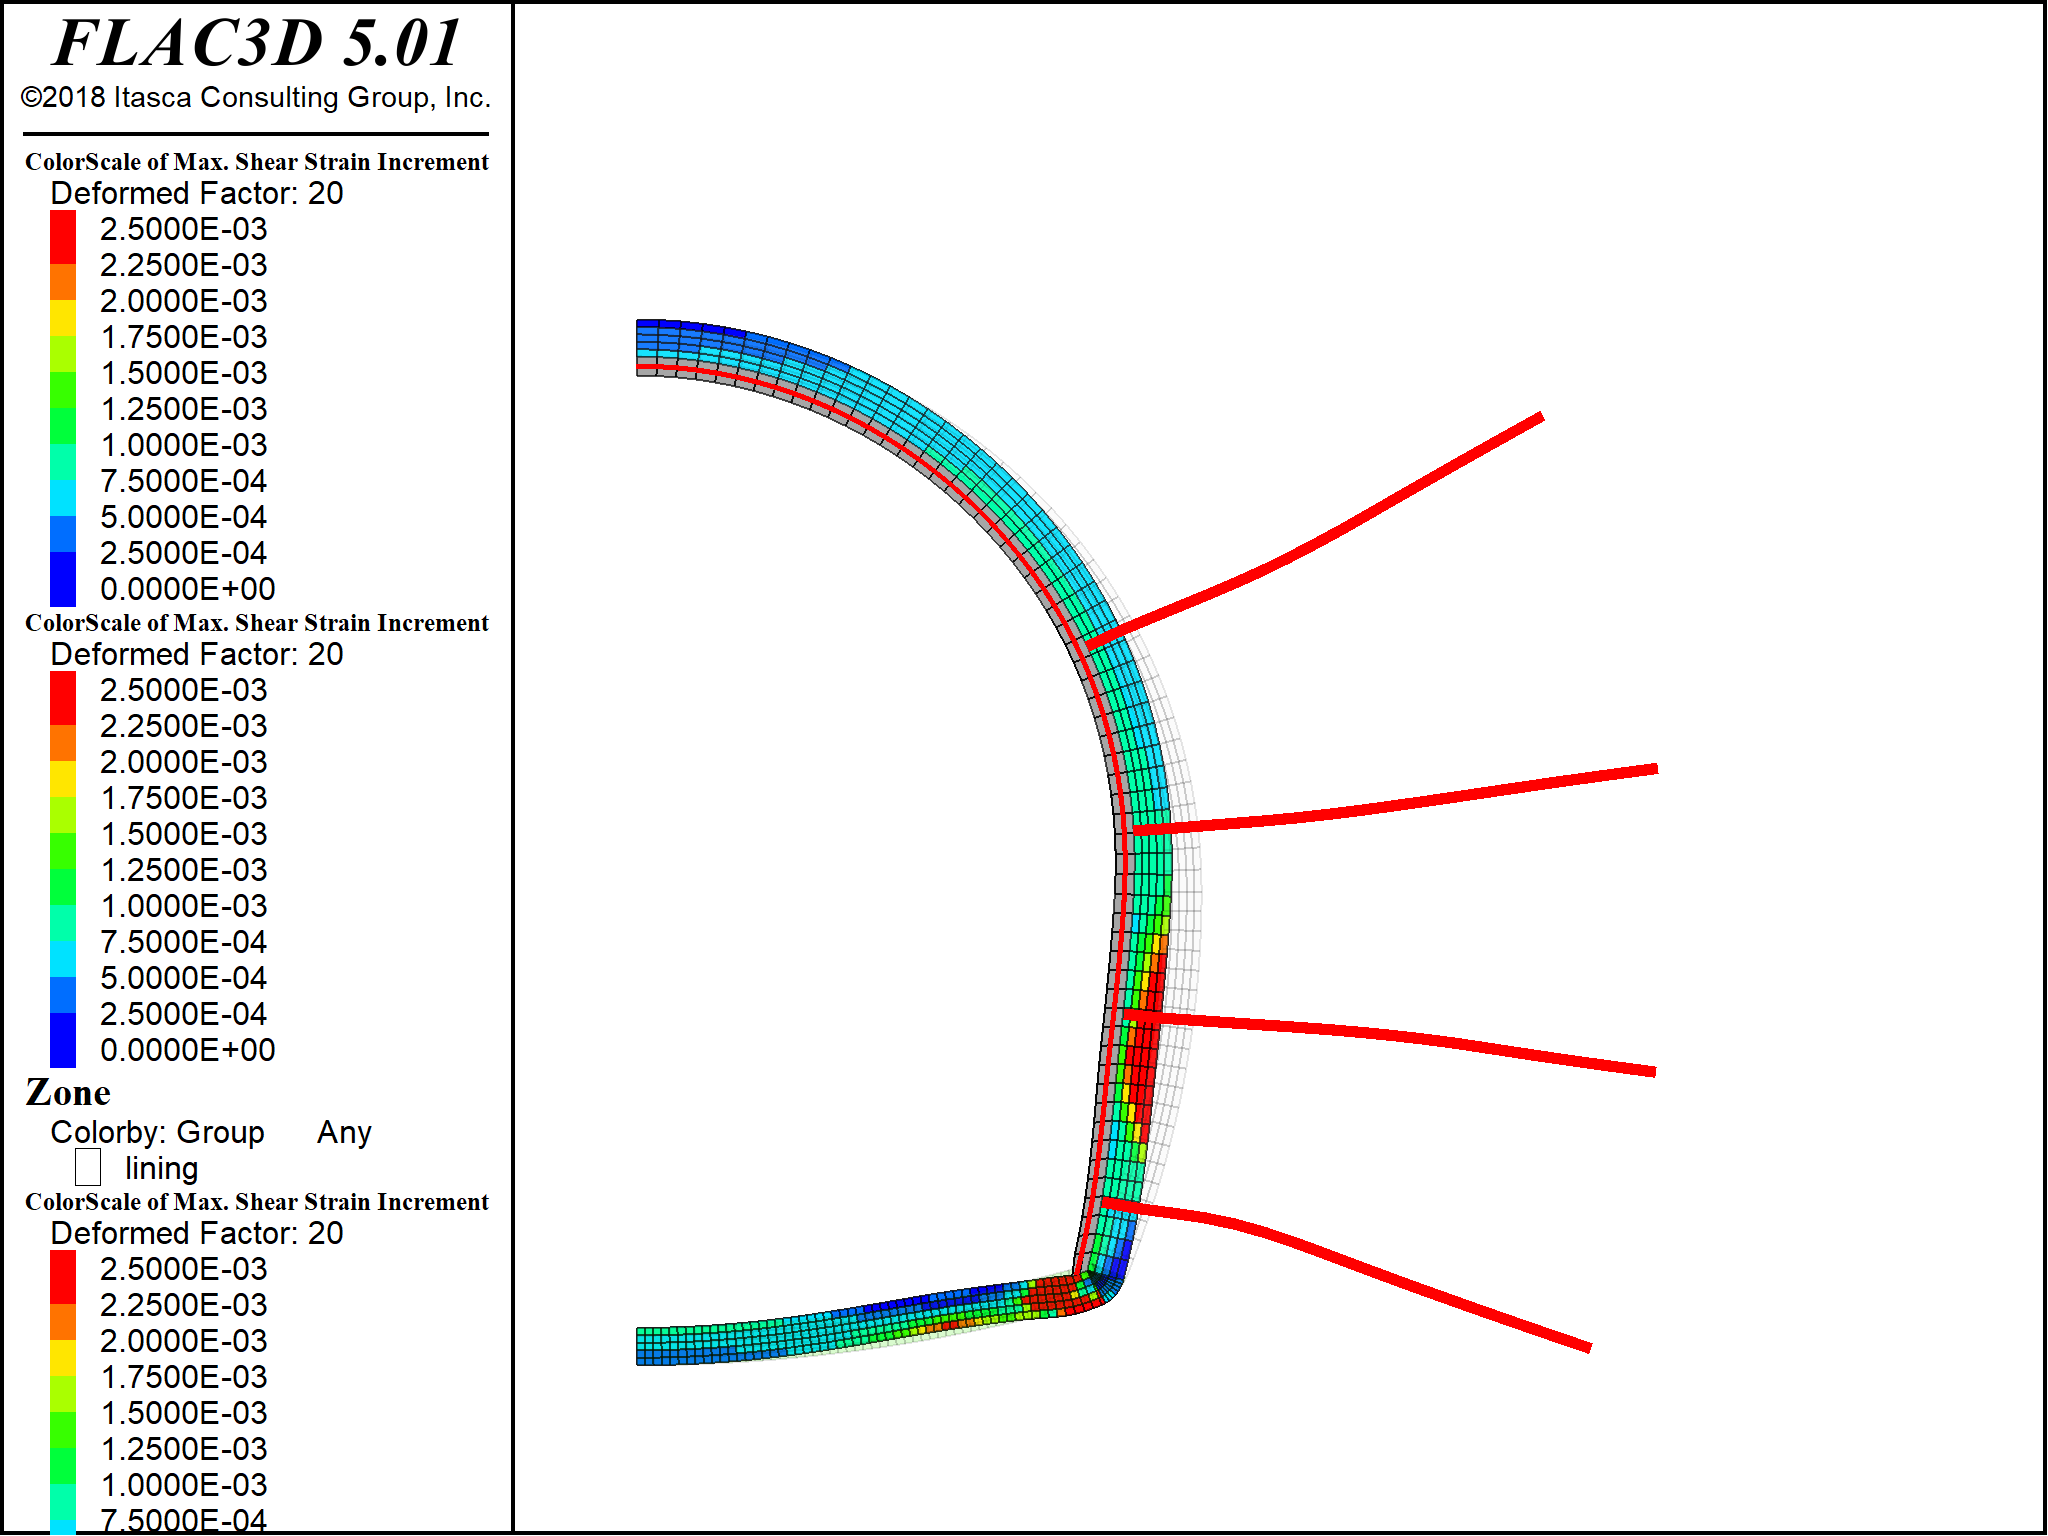 FLAC3D 5.01
©2018 Itasca Consulting Group, Inc.
ColorScale of Max. Shear Strain Increment
Deformed Factor: 20
2.5000E-03
2.2500E-03
2.0000E-03
1.7500E-03
1.5000E-03
1.2500E-03
1.0000E-03
7.5000E-04
5.0000E-04
2.5000E-04
0.0000E+00
ColorScale of Max. Shear Strain Increment
Deformed Factor: 20
2.5000E-03
2.2500E-03
2.0000E-03
1.7500E-03
1.5000E-03
1.2500E-03
1.0000E-03
7.5000E-04
5.0000E-04
2.5000E-04
0.0000E+00
Zone
Colorby: Group Any
lining
ColorScale of Max. Shear Strain Increment
Deformed Factor: 20
2.5000E-03
2.2500E-03
2.0000E-03
1.7500E-03
1.5000E-03
1.2500E-03
1.0000E-03
7.5000E-04